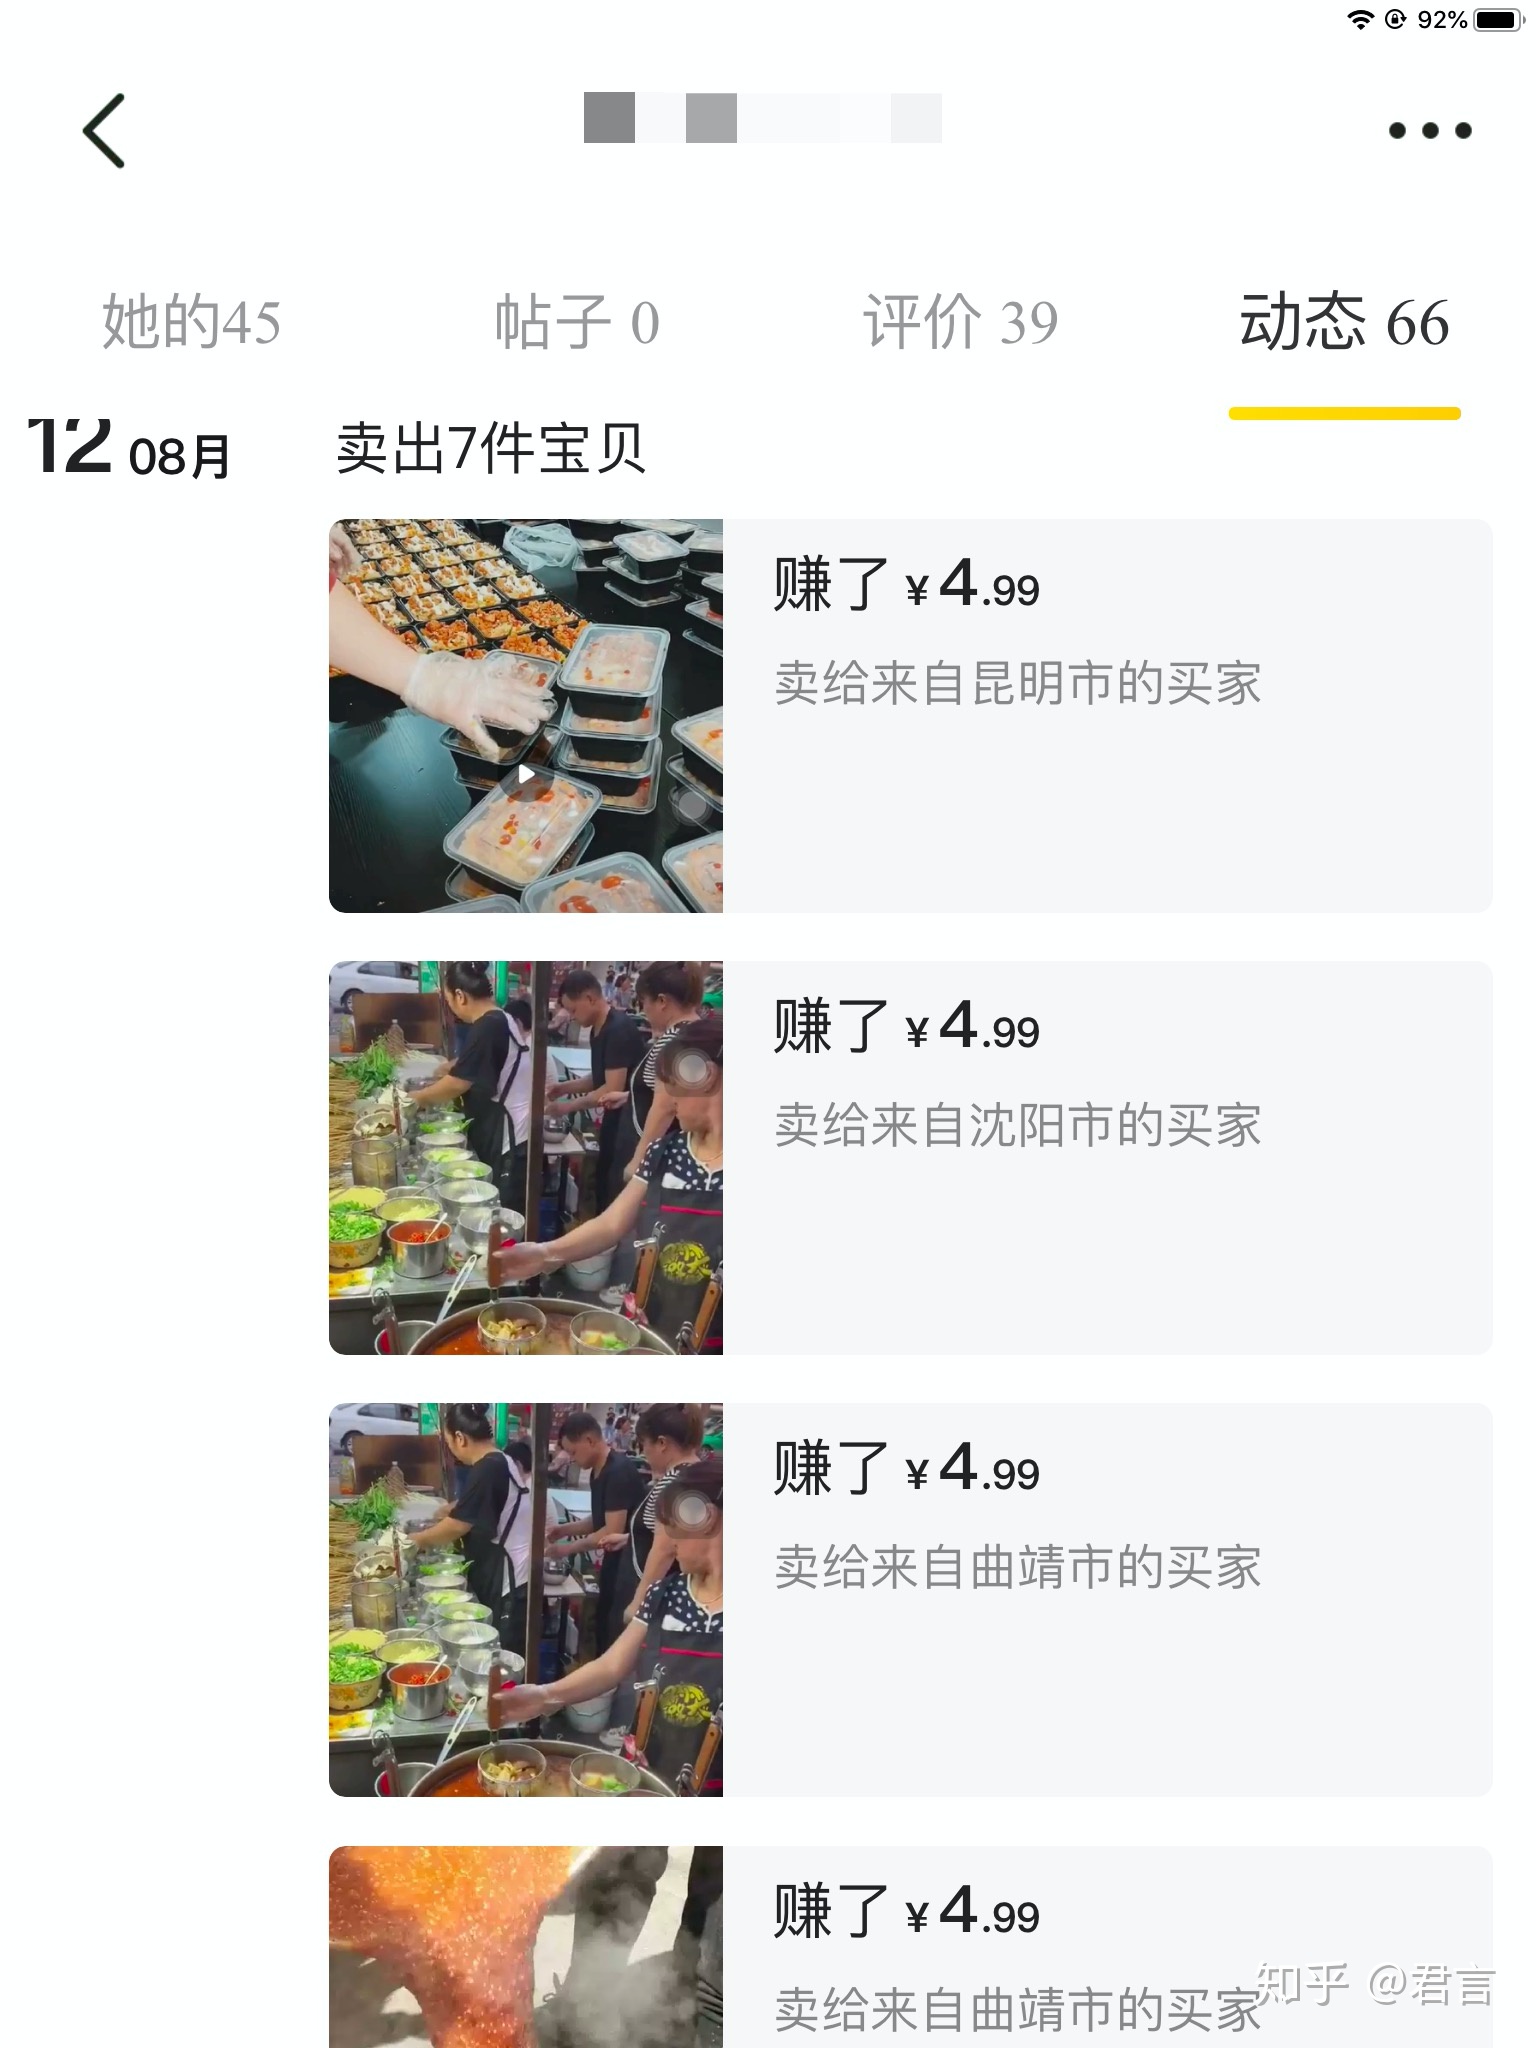 92%
她的45 帖子 0 评价 39 动态 66
12 08月 卖出7件宝贝
赚了 ¥4.99
卖给来自昆明市的买家
赚了 ¥4.99
卖给来自沈阳市的买家
赚了 ¥4.99
卖给来自曲靖市的买家
赚了 ¥4.99
卖给来自曲靖市的买家
知乎 @君言